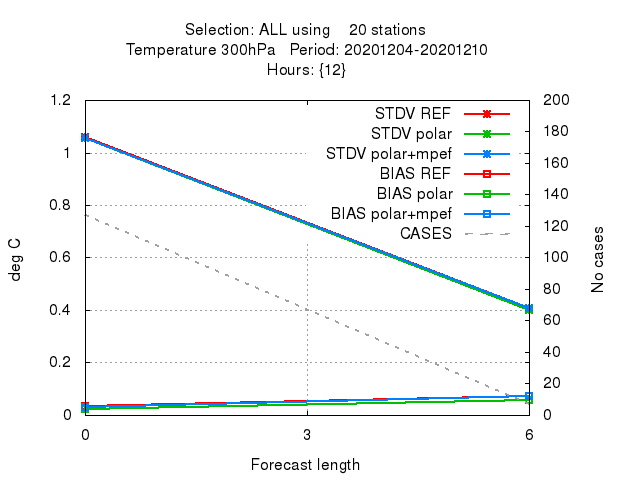 Selection: ALL using    20 stations
Temperature 300hPa   Period: 20201204-20201210
Hours: {12}
1.2
1
0.8
0.6
0.4
0.2
0
deg C
STDV REF
STDV polar
STDV polar+mpef
BIAS REF
BIAS polar
BIAS polar+mpef
CASES
200
180
160
140
120
100
80
60
40
20
0
No cases
0
3
6
Forecast length